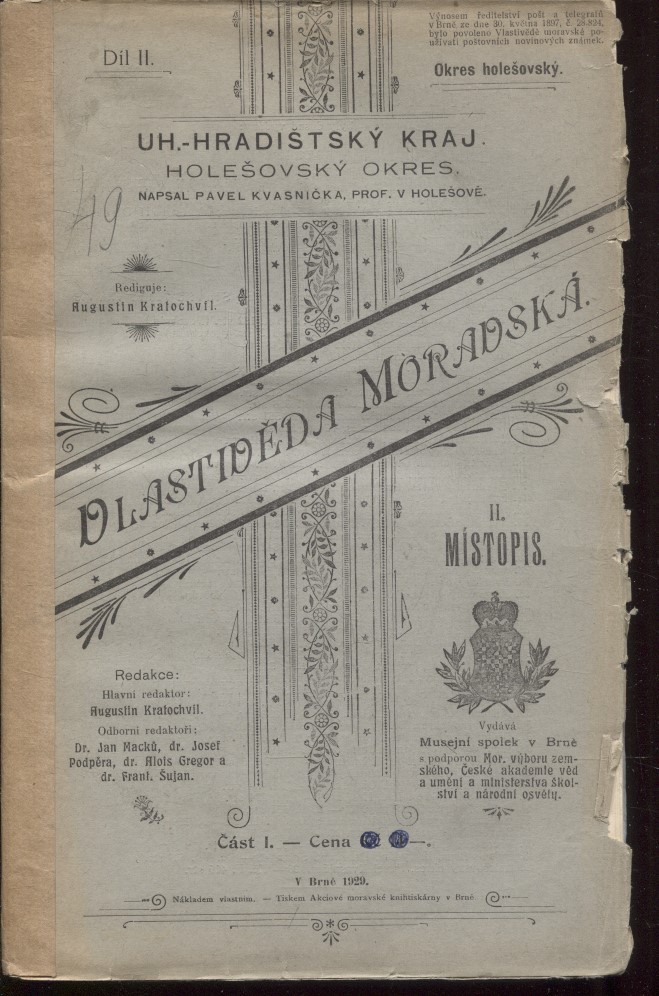 Díl II.
Výnosem ředitelství pošt a telegrafů
v Brně ze dne 30. května 1897, č. 28.824,
bylo povoleno Vlastivědě moravské po-
užívati poštovních novinových známek.
Okres holešovský.
UH.-HRADIŠTSKÝ KRAJ.
HOLEŠOVSKÝ OKRES.
NAPSAL PAVEL KVASNIČKA, PROF. V HOLEŠOVĚ.
49
Rediguje:
Augustin Kratochvíl.
VLASTIVĚDA MORAVSKÁ.
II.
MÍSTOPIS.
Redakce:
Hlavní redaktor:
Augustin Kratochvíl.
Odborní redaktoři:
Dr. Jan Macků, dr. Josef
Podpěra, dr. Alois Gregor a
dr. Frant. Šujan.
Vydává
Musejní spolek v Brně
s podporou Mor. výboru zem-
ského, České akademie věd
a umění a ministerstva škol-
ství a národní osvěty.
Část I. — Cena —.
V Brně 1929.
Nákladem vlastním. — Tiskem Akciové moravské knihtiskárny v Brně